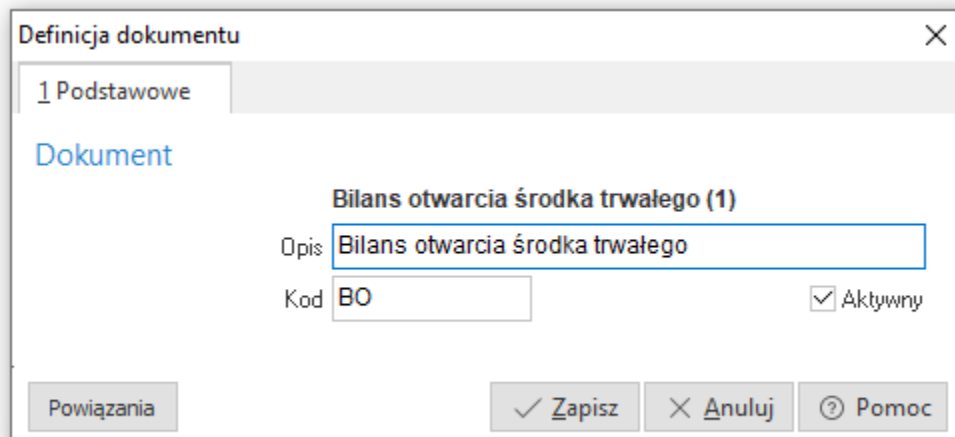 Definicja dokumentu
1 Podstawowe
Dokument
Bilans otwarcia środka trwałego (1)
Opis Bilans otwarcia środka trwałego
Kod BO Aktywny
Powiązania Zapisz Anuluj Pomoc